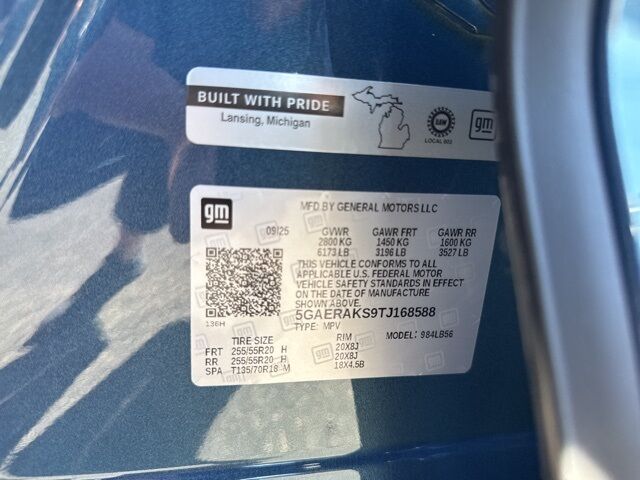 BUILT WITH PRIDE
Lansing, Michigan
UAW
LOCAL 602
gm
gm
MFD BY GENERAL MOTORS LLC
09/25 GVWR GAWR FRT GAWR RR
2800 KG 1450 KG 1600 KG
6173 LB 3196 LB 3527 LB
THIS VEHICLE CONFORMS TO ALL
APPLICABLE U.S. FEDERAL MOTOR
VEHICLE SAFETY STANDARDS IN EFFECT
ON THE DATE OF MANUFACTURE
SHOWN ABOVE.
5GAERAKS9TJ168588
136H TYPE: MPV MODEL: 984LB56
TIRE SIZE RIM
FRT 255/55R20 H 20X8J
RR 255/55R20 H 20X8J
SPA T135/70R18 M 18X4.5B